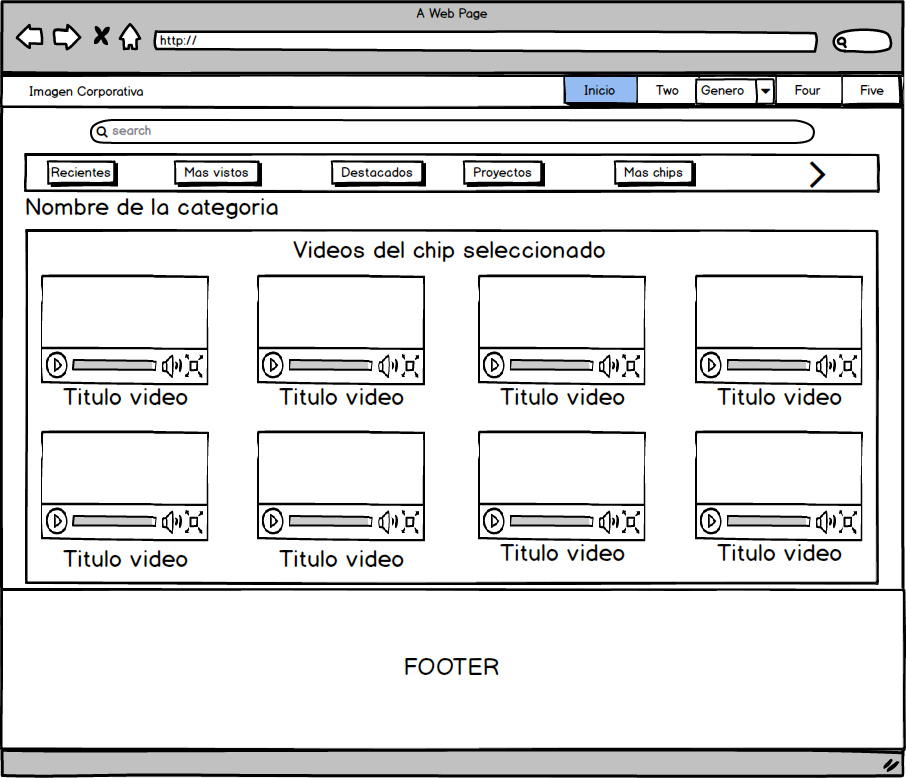 A Web Page
http://
Imagen Corporativa
Inicio
Two
Genero
Four
Five
search
Recientes
Mas vistos
Destacados
Proyectos
Mas chips
Nombre de la categoria
Videos del chip seleccionado
Titulo video
Titulo video
Titulo video
Titulo video
Titulo video
Titulo video
Titulo video
Titulo video
FOOTER